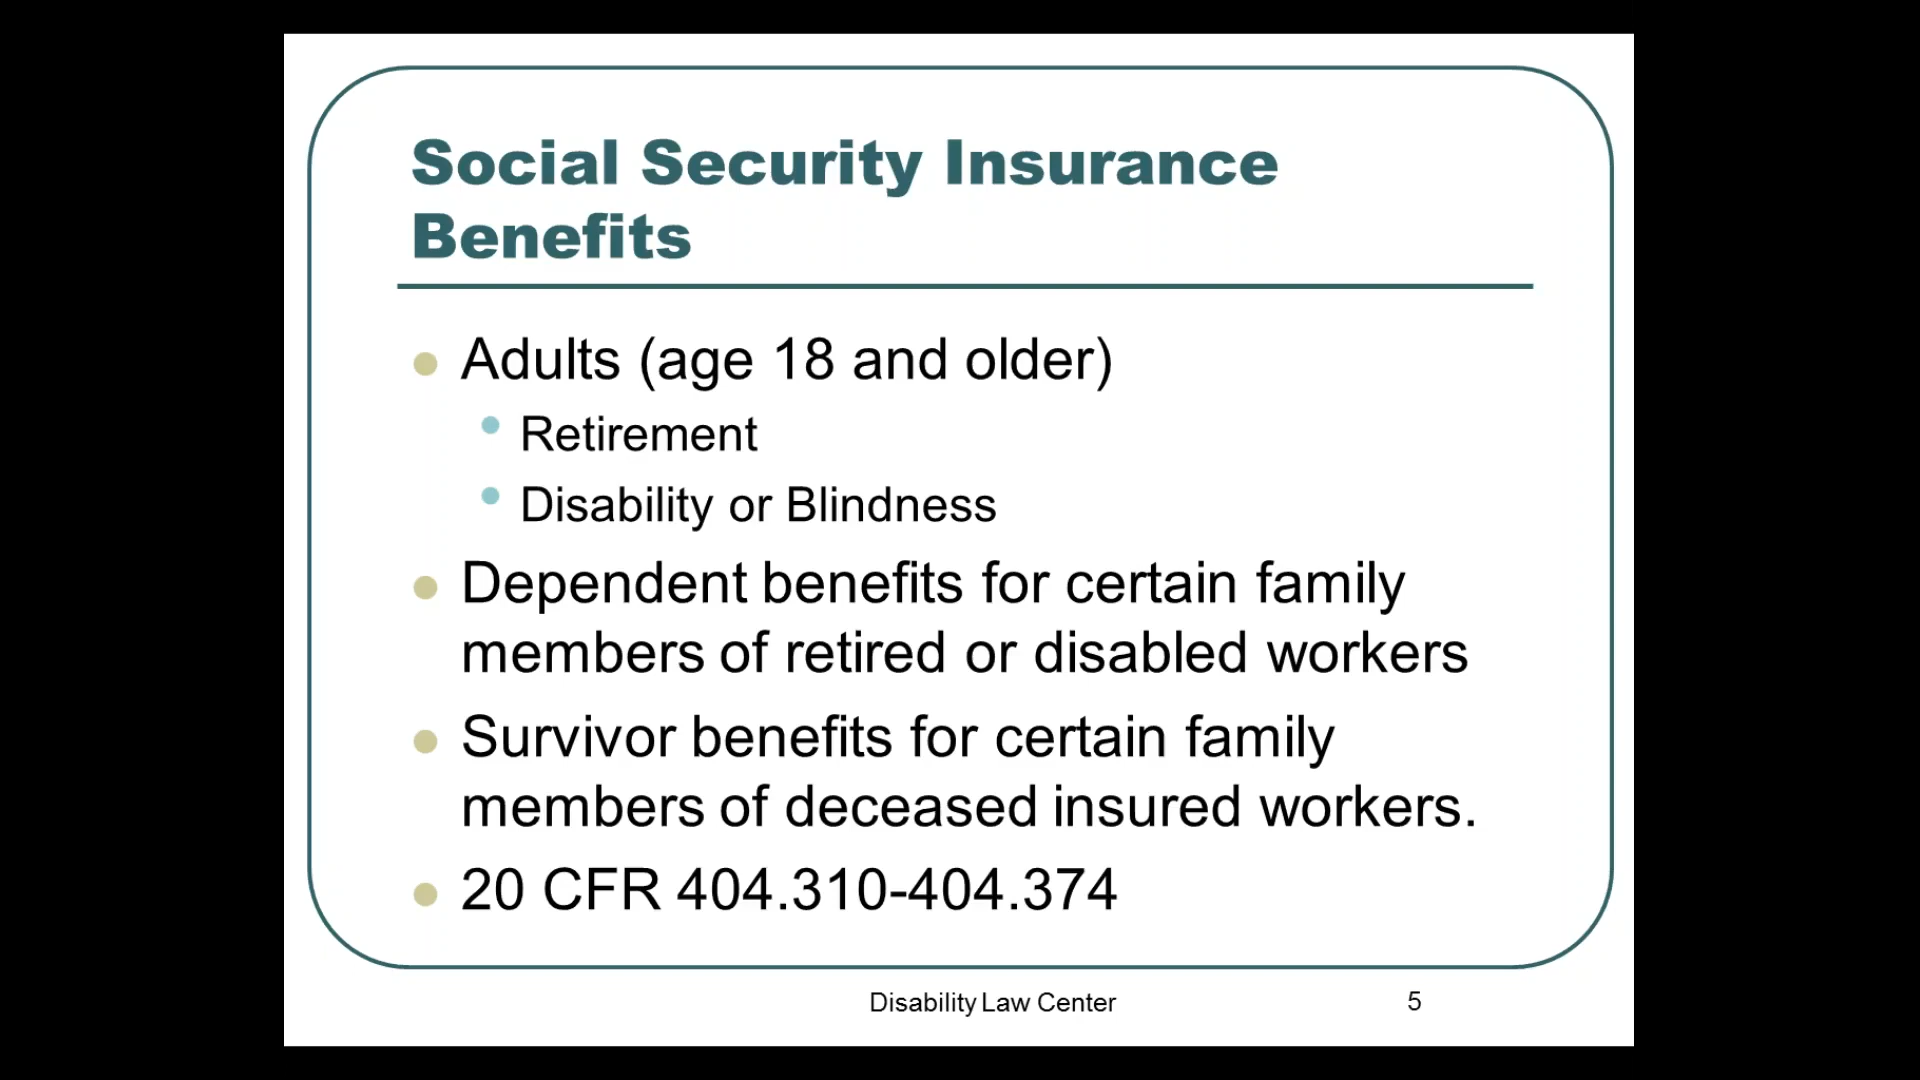 Social Security Insurance
Benefits
Adults (age 18 and older)
Retirement
Disability or Blindness
Dependent benefits for certain family
members of retired or disabled workers
Survivor benefits for certain family
members of deceased insured workers.
20 CFR 404.310-404.374
Disability Law Center
5